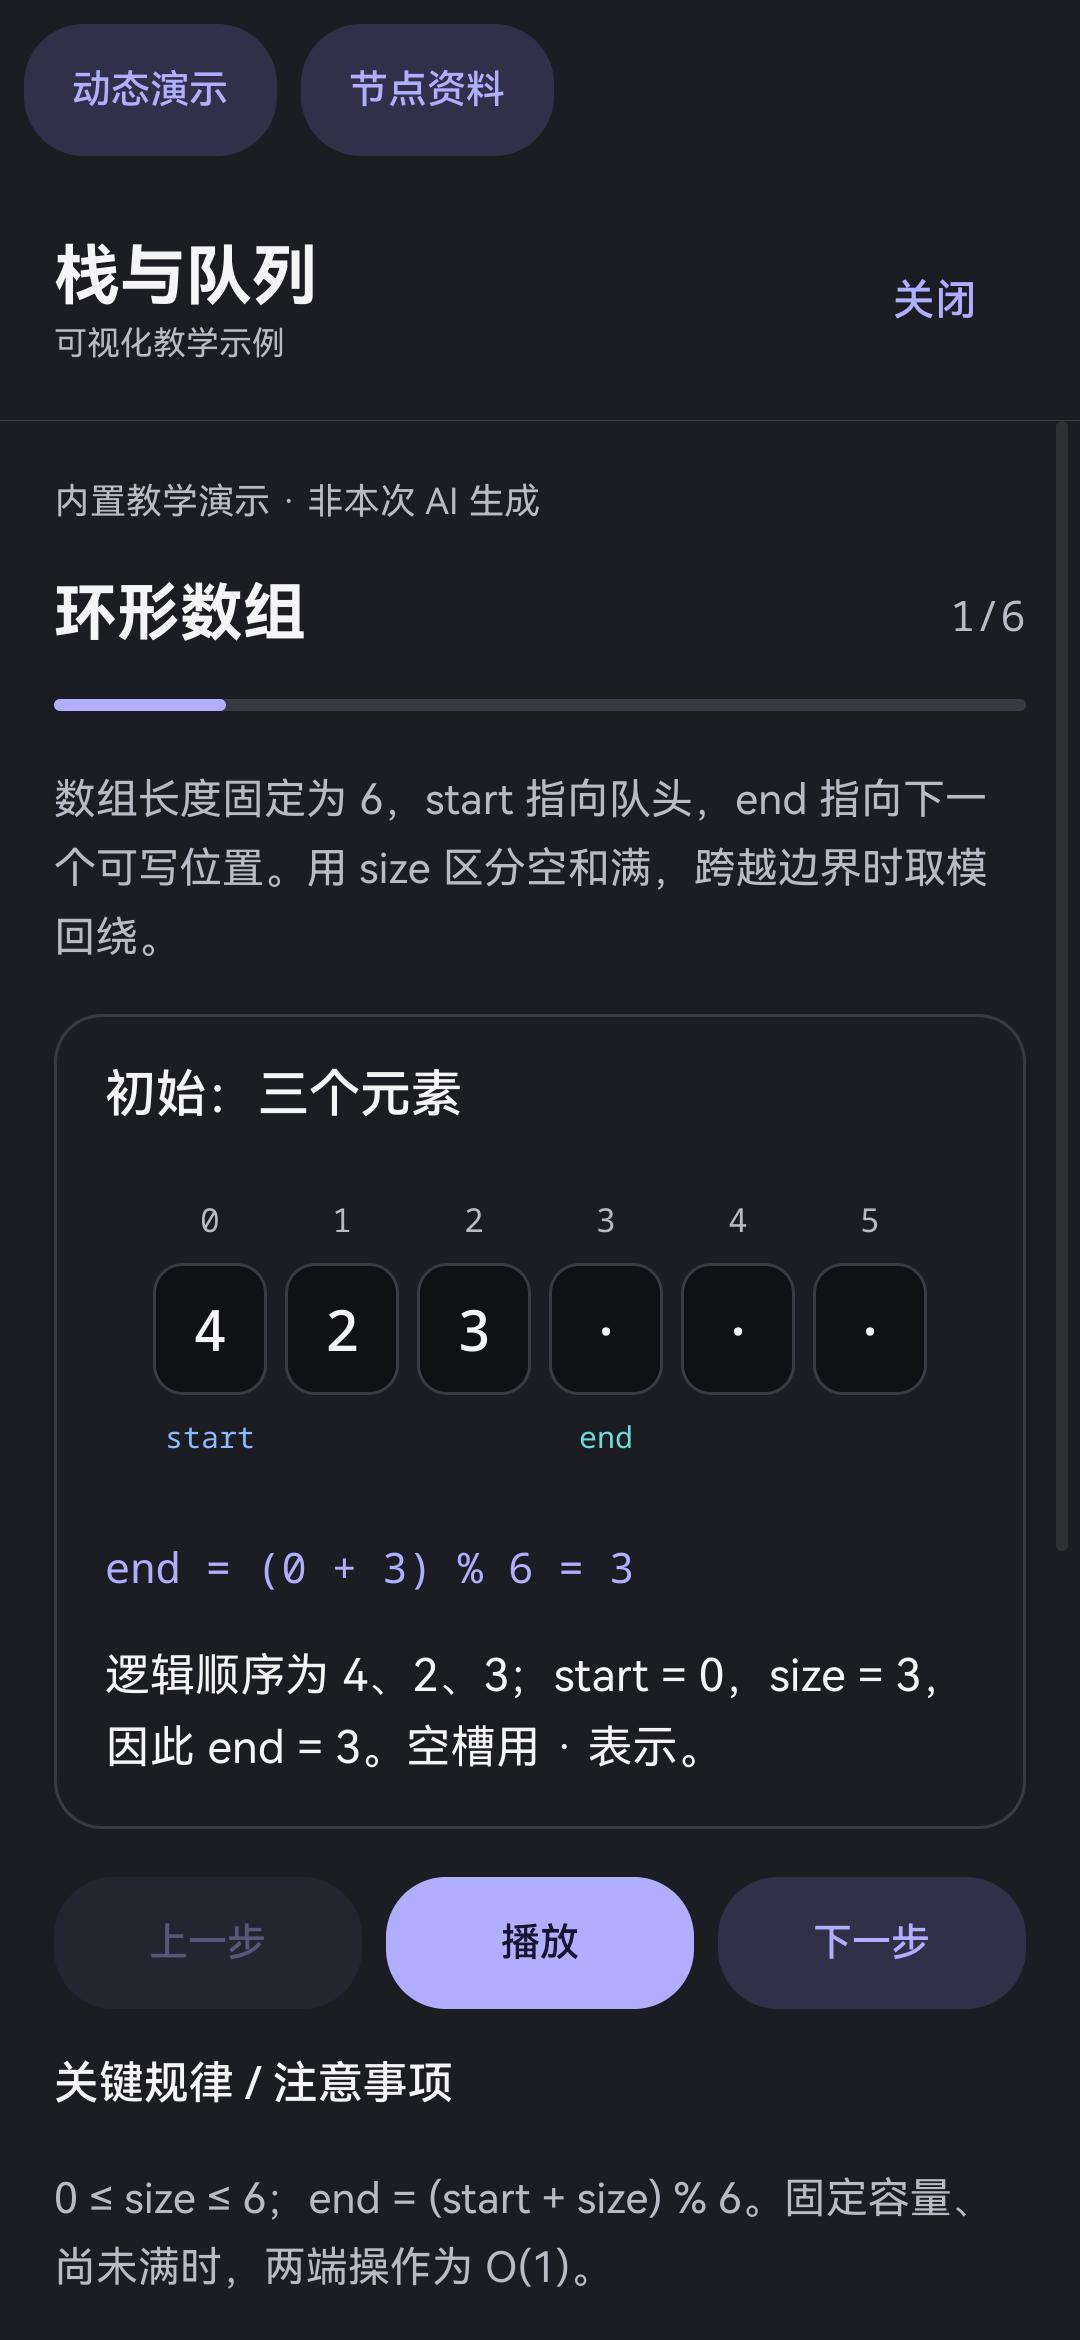 动态演示 节点资料
栈与队列
关闭
可视化教学示例
内置教学演示 · 非本次 AI 生成
环形数组 1/6
数组长度固定为 6，start 指向队头，end 指向下一
个可写位置。用 size 区分空和满，跨越边界时取模
回绕。
初始：三个元素
0 1 2 3 4 5
4 2 3 · · ·
start end
end = (0 + 3) % 6 = 3
逻辑顺序为 4、2、3；start = 0，size = 3，
因此 end = 3。空槽用 · 表示。
上一步 播放 下一步
关键规律 / 注意事项
0 ≤ size ≤ 6；end = (start + size) % 6。固定容量、
尚未满时，两端操作为 O(1)。